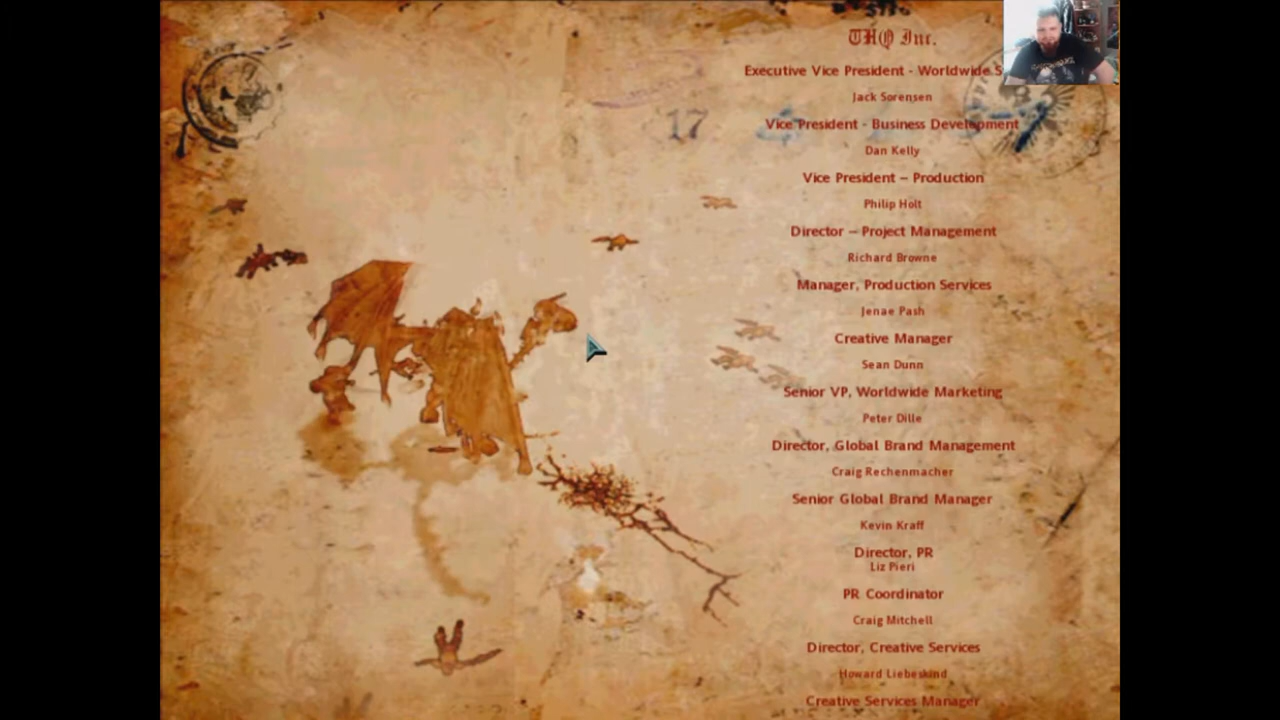 THQ Inc.
Executive Vice President - Worldwide S
Jack Sorensen
17
Vice President - Business Development
Dan Kelly
Vice President – Production
Philip Holt
Director – Project Management
Richard Browne
Manager, Production Services
Jenae Pash
Creative Manager
Sean Dunn
Senior VP, Worldwide Marketing
Peter Dille
Director, Global Brand Management
Craig Rechenmacher
Senior Global Brand Manager
Kevin Kraff
Director, PR
Liz Pieri
PR Coordinator
Craig Mitchell
Director, Creative Services
Howard Liebeskind
Creative Services Manager